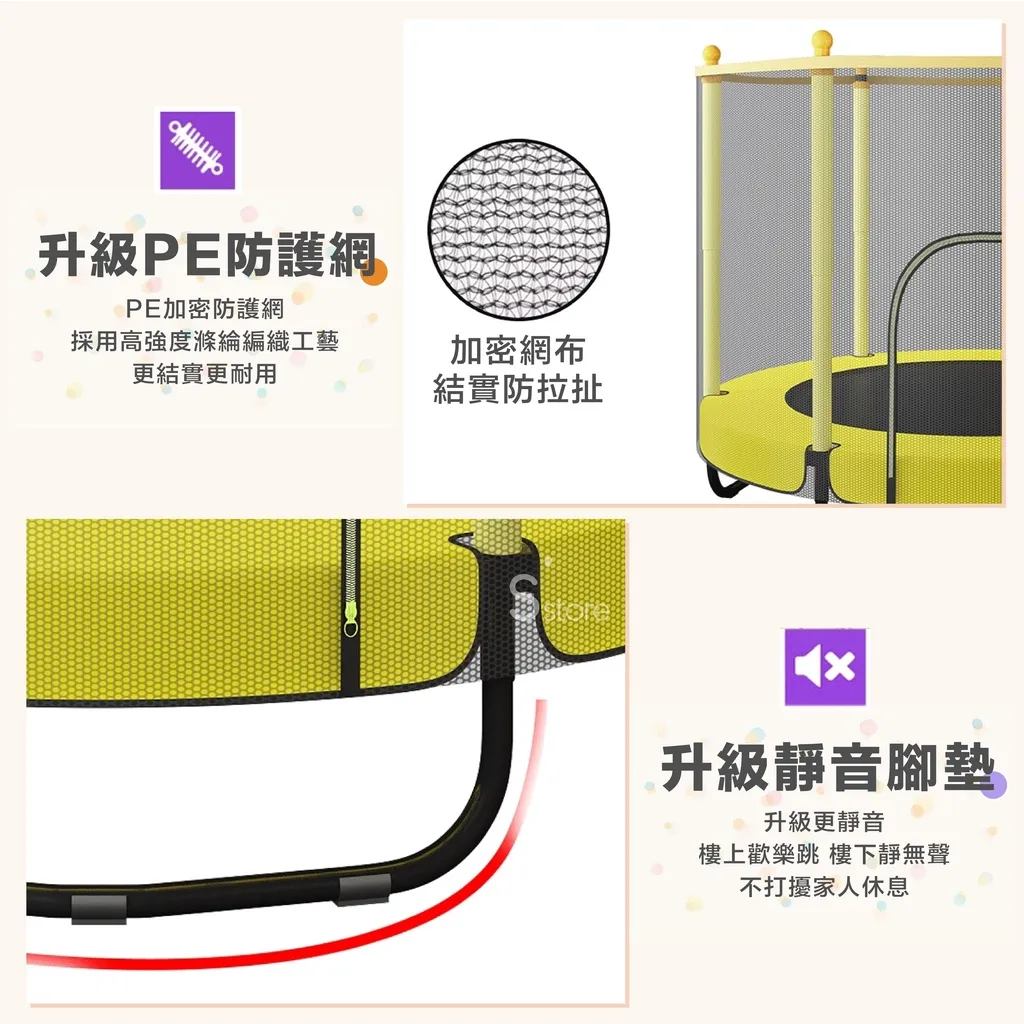 升級PE防護網
PE加密防護網
採用高強度滌綸編織工藝
更結實更耐用
加密網布
結實防拉扯
S store
升級靜音腳墊
升級更靜音
樓上歡樂跳 樓下靜無聲
不打擾家人休息